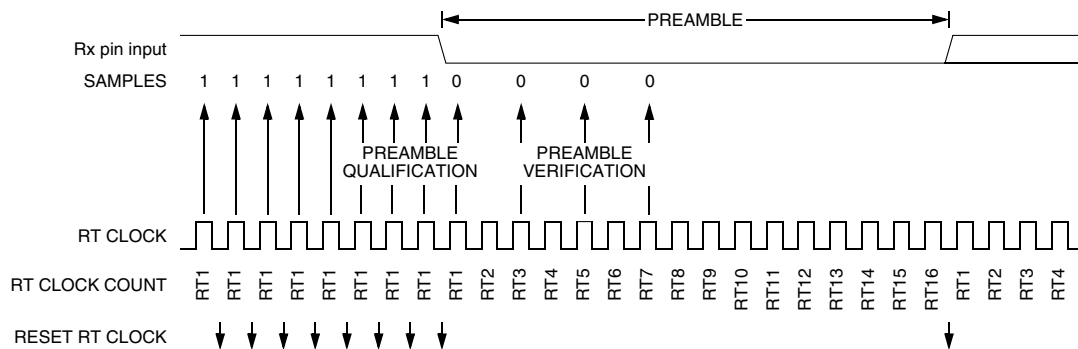 PREAMBLE
Rx pin input
SAMPLES 1 1 1 1 1 1 1 1 0 0 0 0
PREAMBLE QUALIFICATION
PREAMBLE VERIFICATION
RT CLOCK
RT CLOCK COUNT RT1 RT1 RT1 RT1 RT1 RT1 RT1 RT1 RT1 RT2 RT3 RT4 RT5 RT6 RT7 RT8 RT9 RT10 RT11 RT12 RT13 RT14 RT15 RT16 RT1 RT2 RT3 RT4
RESET RT CLOCK